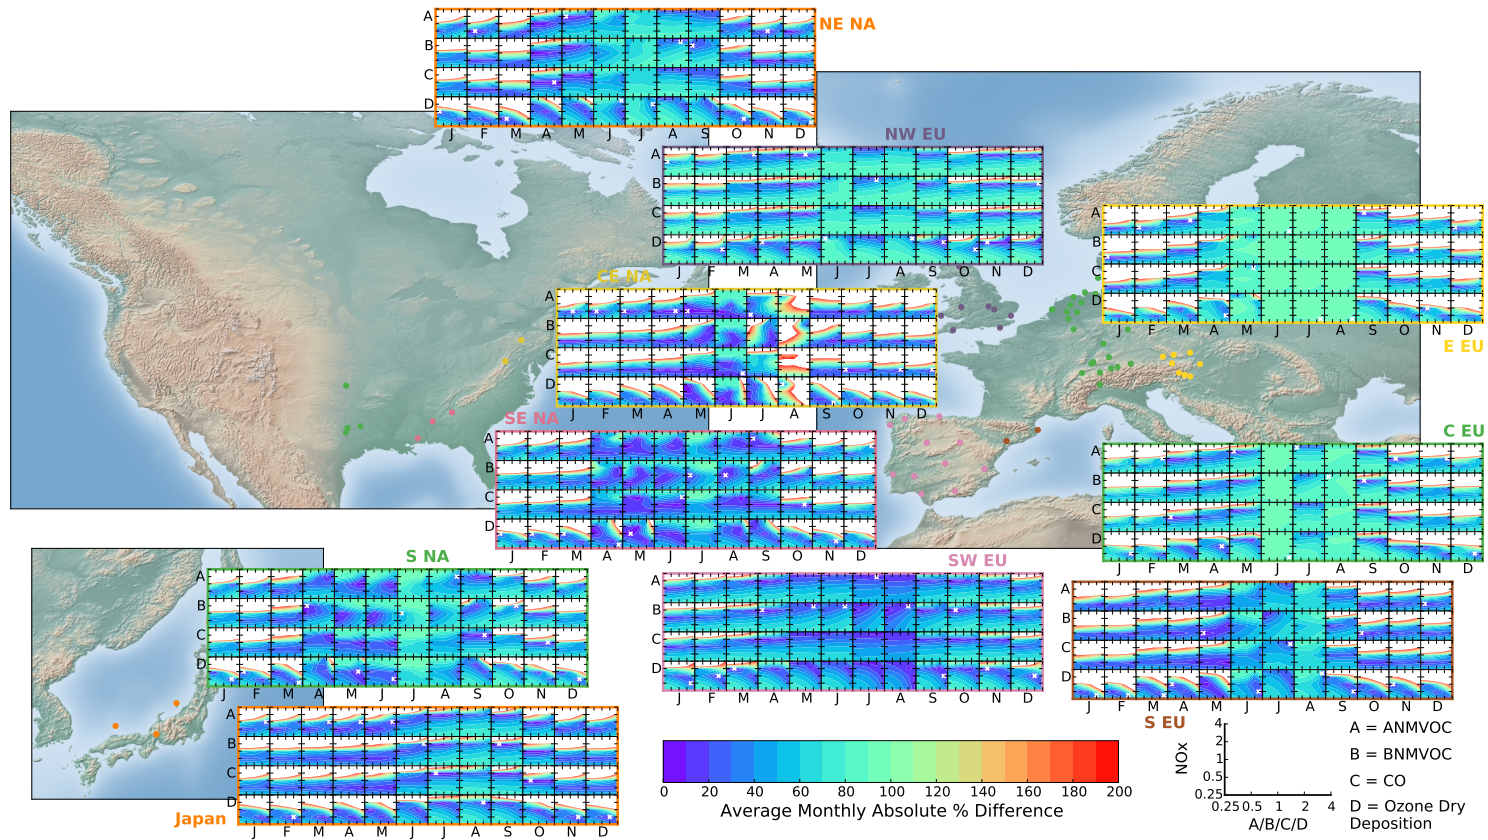 NE NA
A
B
C
D
J F M A M J J A S O N D
NW EU
A
B
C
D
J F M A M J J A S O N D
A
B
C
D
J F M A M J J A S O N D
E EU
CE NA
A
B
C
D
J F M A M J J A S O N D
SE NA
A
B
C
D
J F M A M J J A S O N D
C EU
A
B
C
D
J F M A M J J A S O N D
S NA
A
B
C
D
J F M A M J J A S O N D
SW EU
A
B
C
D
J F M A M J J A S O N D
A
B
C
D
J F M A M J J A S O N D
S EU
A
B
C
D
J F M A M J J A S O N D
Japan
0 20 40 60 80 100 120 140 160 180 200
Average Monthly Absolute % Difference
4
2
1
0.5
0.25
NOx
0.25 0.5 1 2 4
A/B/C/D
A = ANMVOC
B = BNMVOC
C = CO
D = Ozone Dry
Deposition